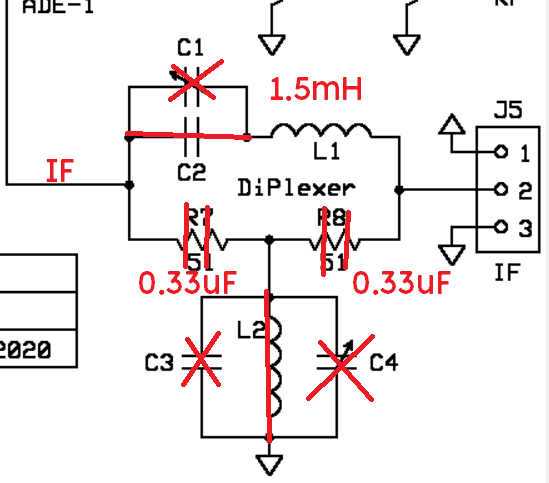 ADE-1
C1
1.5mH
J5
C2
L1
1
IF
DiPlexer
2
R7
R8
3
51
51
IF
0.33uF
0.33uF
L2
2020
C3
C4